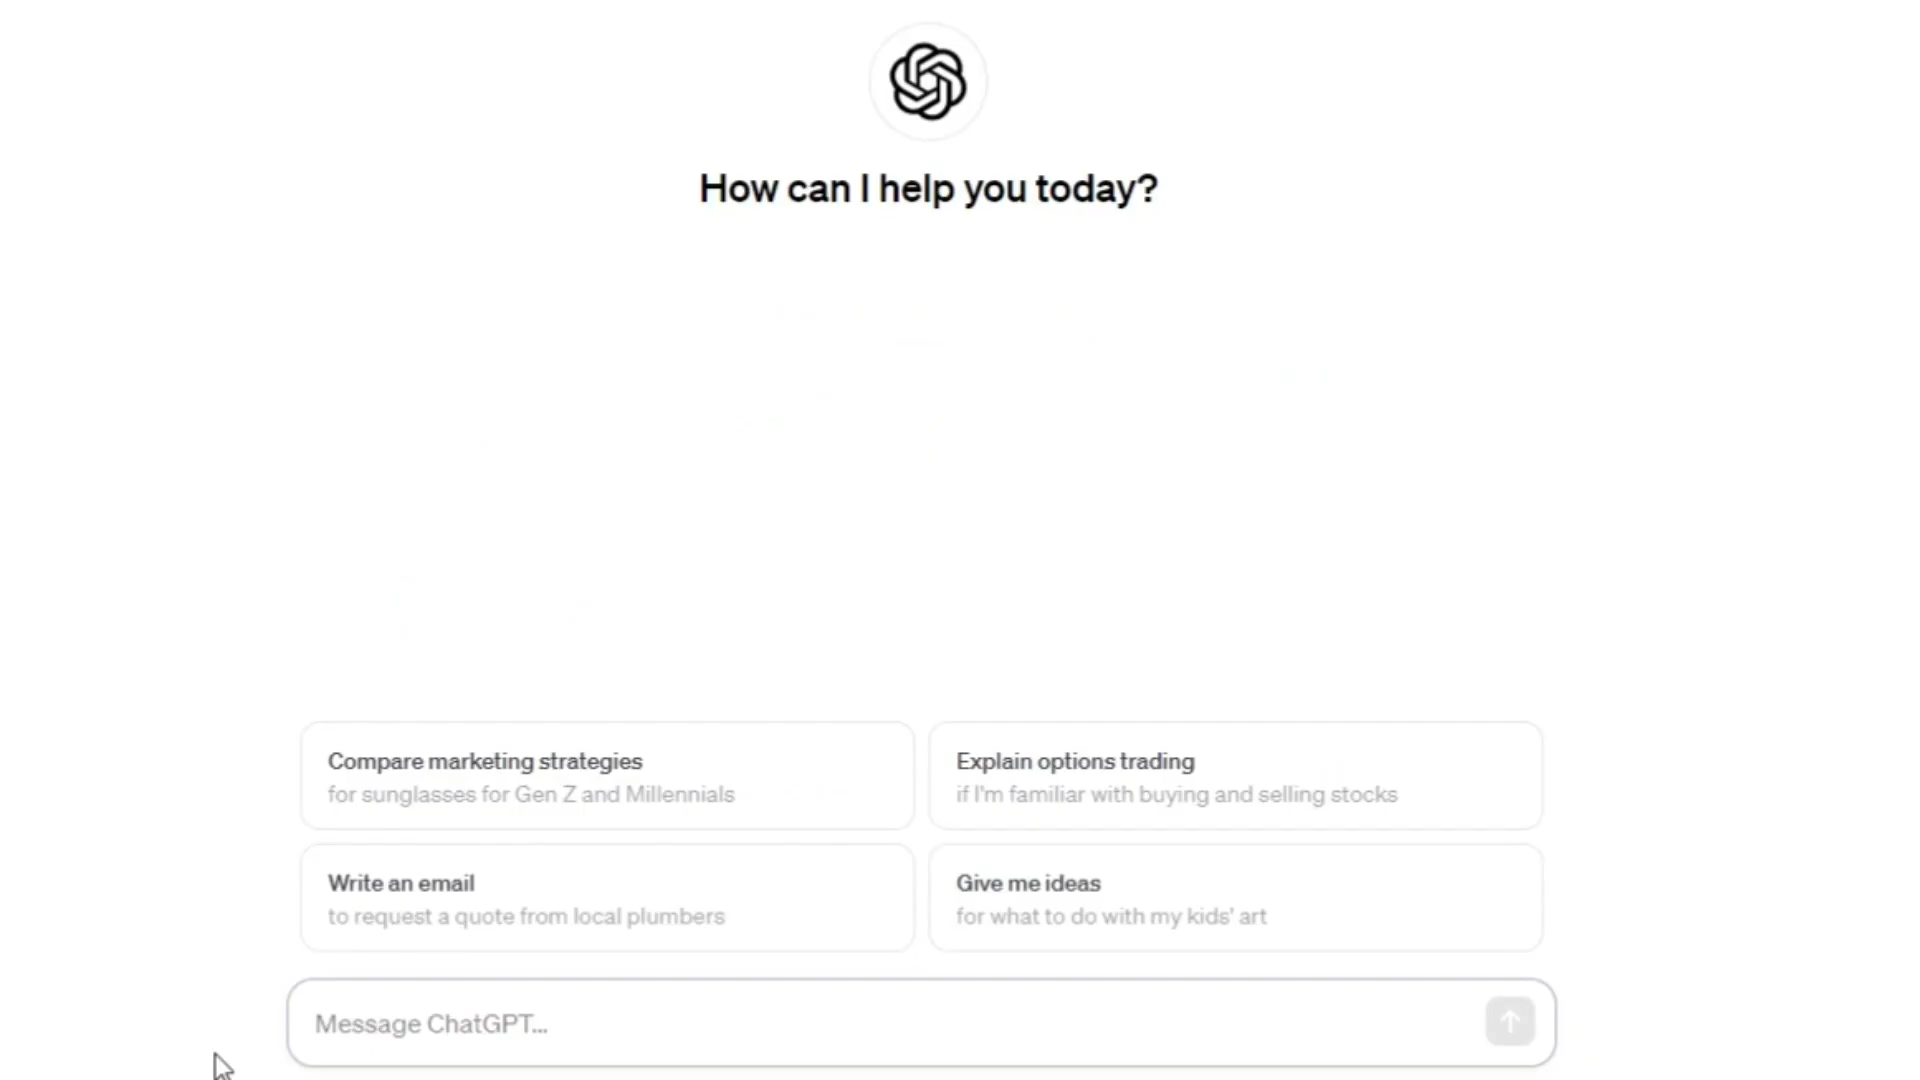 How can I help you today?
Compare marketing strategies
for sunglasses for Gen Z and Millennials
Explain options trading
if I'm familiar with buying and selling stocks
Write an email
to request a quote from local plumbers
Give me ideas
for what to do with my kids' art
Message ChatGPT...